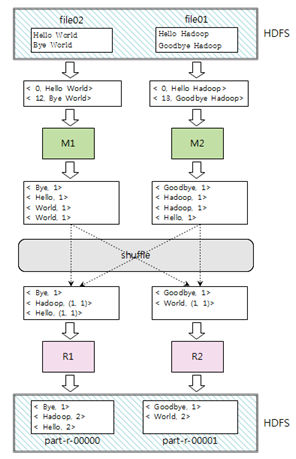 file02
file01
HDFS
Hello World
Bye World
Hello Hadoop
Goodbye Hadoop
< 0, Hello World>
< 12, Bye World>
< 0, Hello Hadoop>
< 13, Goodbye Hadoop>
M1
M2
< Bye, 1>
< Hello, 1>
< World, 1>
< World, 1>
< Goodbye, 1>
< Hadoop, 1>
< Hadoop, 1>
< Hello, 1>
shuffle
< Bye, 1>
< Hadoop, (1, 1)>
< Hello, (1, 1)>
< Goodbye, 1>
< World, (1, 1)>
R1
R2
< Bye, 1>
< Hadoop, 2>
< Hello, 2>
< Goodbye, 1>
< World, 2>
HDFS
part-r-00000
part-r-00001